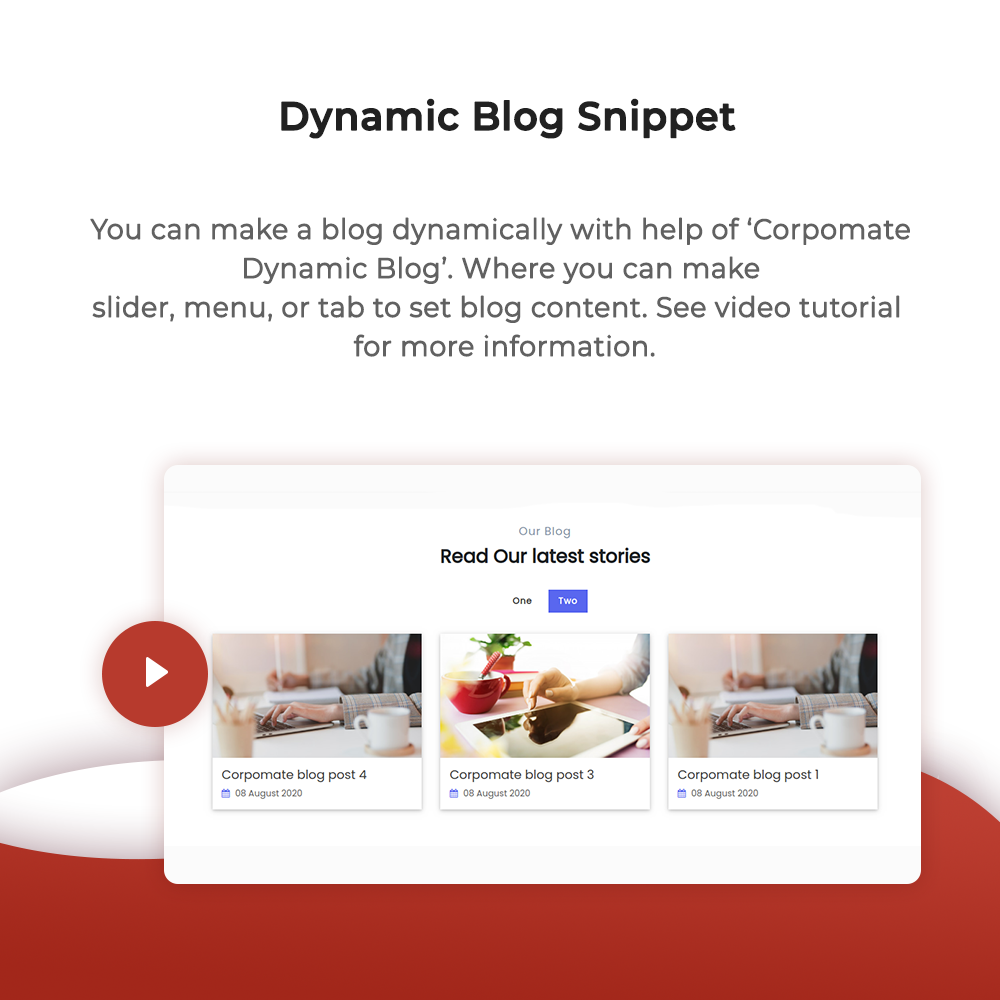 Dynamic Blog Snippet
You can make a blog dynamically with help of ‘Corpomate
Dynamic Blog’. Where you can make
slider, menu, or tab to set blog content. See video tutorial
for more information.
Our Blog
Read Our latest stories
One Two
Corpomate blog post 4
08 August 2020
Corpomate blog post 3
08 August 2020
Corpomate blog post 1
08 August 2020